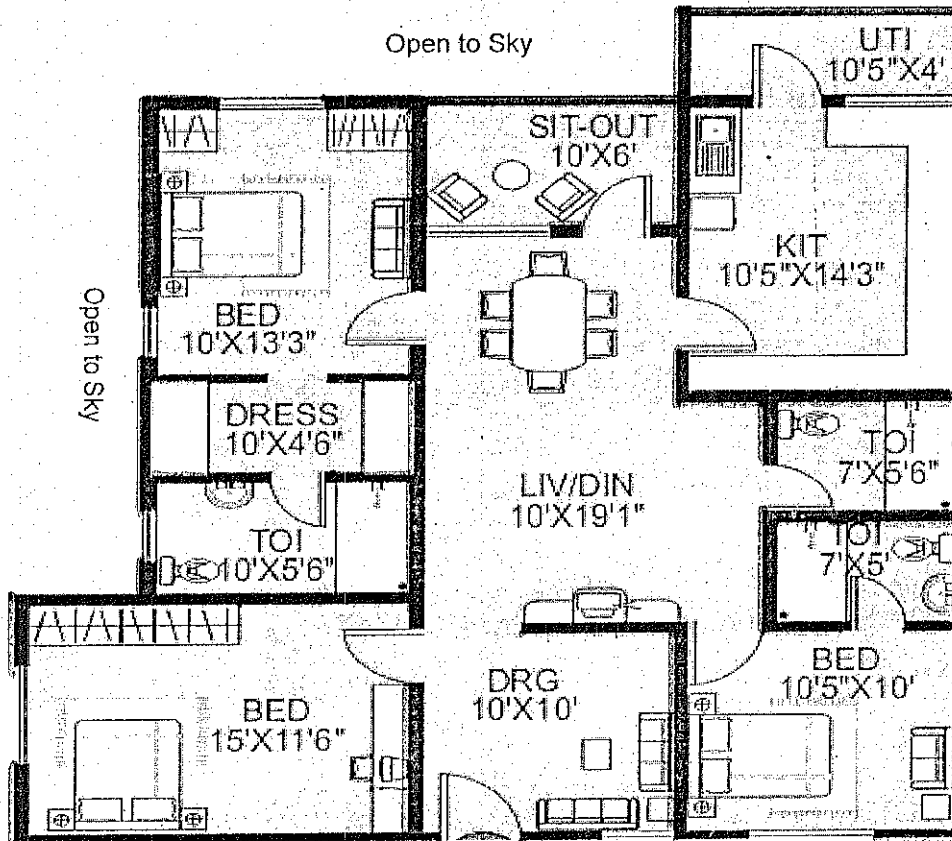 Open to Sky
UTI
10'5"X4'
SIT-OUT
10'X6'
KIT
10'5"X14'3"
BED
10'X13'3"
Open to Sky
DRESS
10'X4'6"
TOI
7'X5'6"
LIV/DIN
10'X19'1"
TOI
10'X5'6"
TOI
7'X5'
BED
15'X11'6"
DRG
10'X10'
BED
10'5"X10'